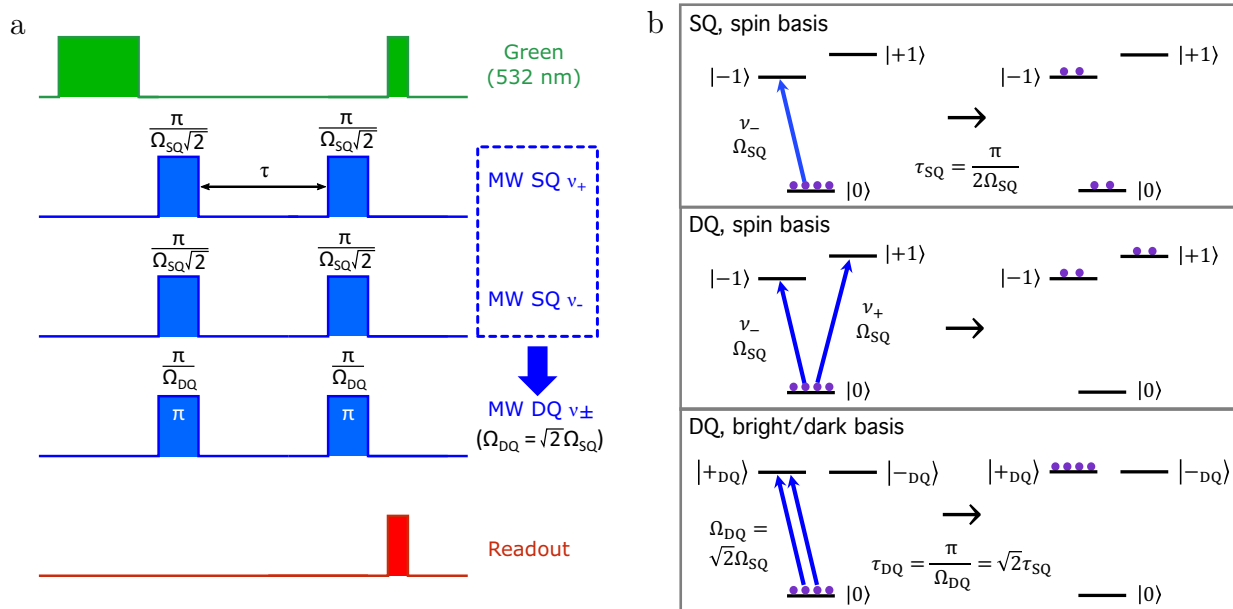 a
Green
(532 nm)
π/(Ω_SQ√2)
π/(Ω_SQ√2)
τ
MW SQ ν₊
π/(Ω_SQ√2)
π/(Ω_SQ√2)
MW SQ ν₋
π/Ω_DQ
π/Ω_DQ
π
π
MW DQ ν±
(Ω_DQ = √2Ω_SQ)
Readout
b
SQ, spin basis
|+1⟩
|−1⟩
ν₋
Ω_SQ
|0⟩
τ_SQ = π/(2Ω_SQ)
|+1⟩
|−1⟩
|0⟩
DQ, spin basis
|+1⟩
|−1⟩
ν₋
Ω_SQ
ν₊
Ω_SQ
|0⟩
|+1⟩
|−1⟩
|0⟩
DQ, bright/dark basis
|+_DQ⟩
|−_DQ⟩
Ω_DQ =
√2Ω_SQ
|0⟩
τ_DQ = π/Ω_DQ = √2τ_SQ
|+_DQ⟩
|−_DQ⟩
|0⟩